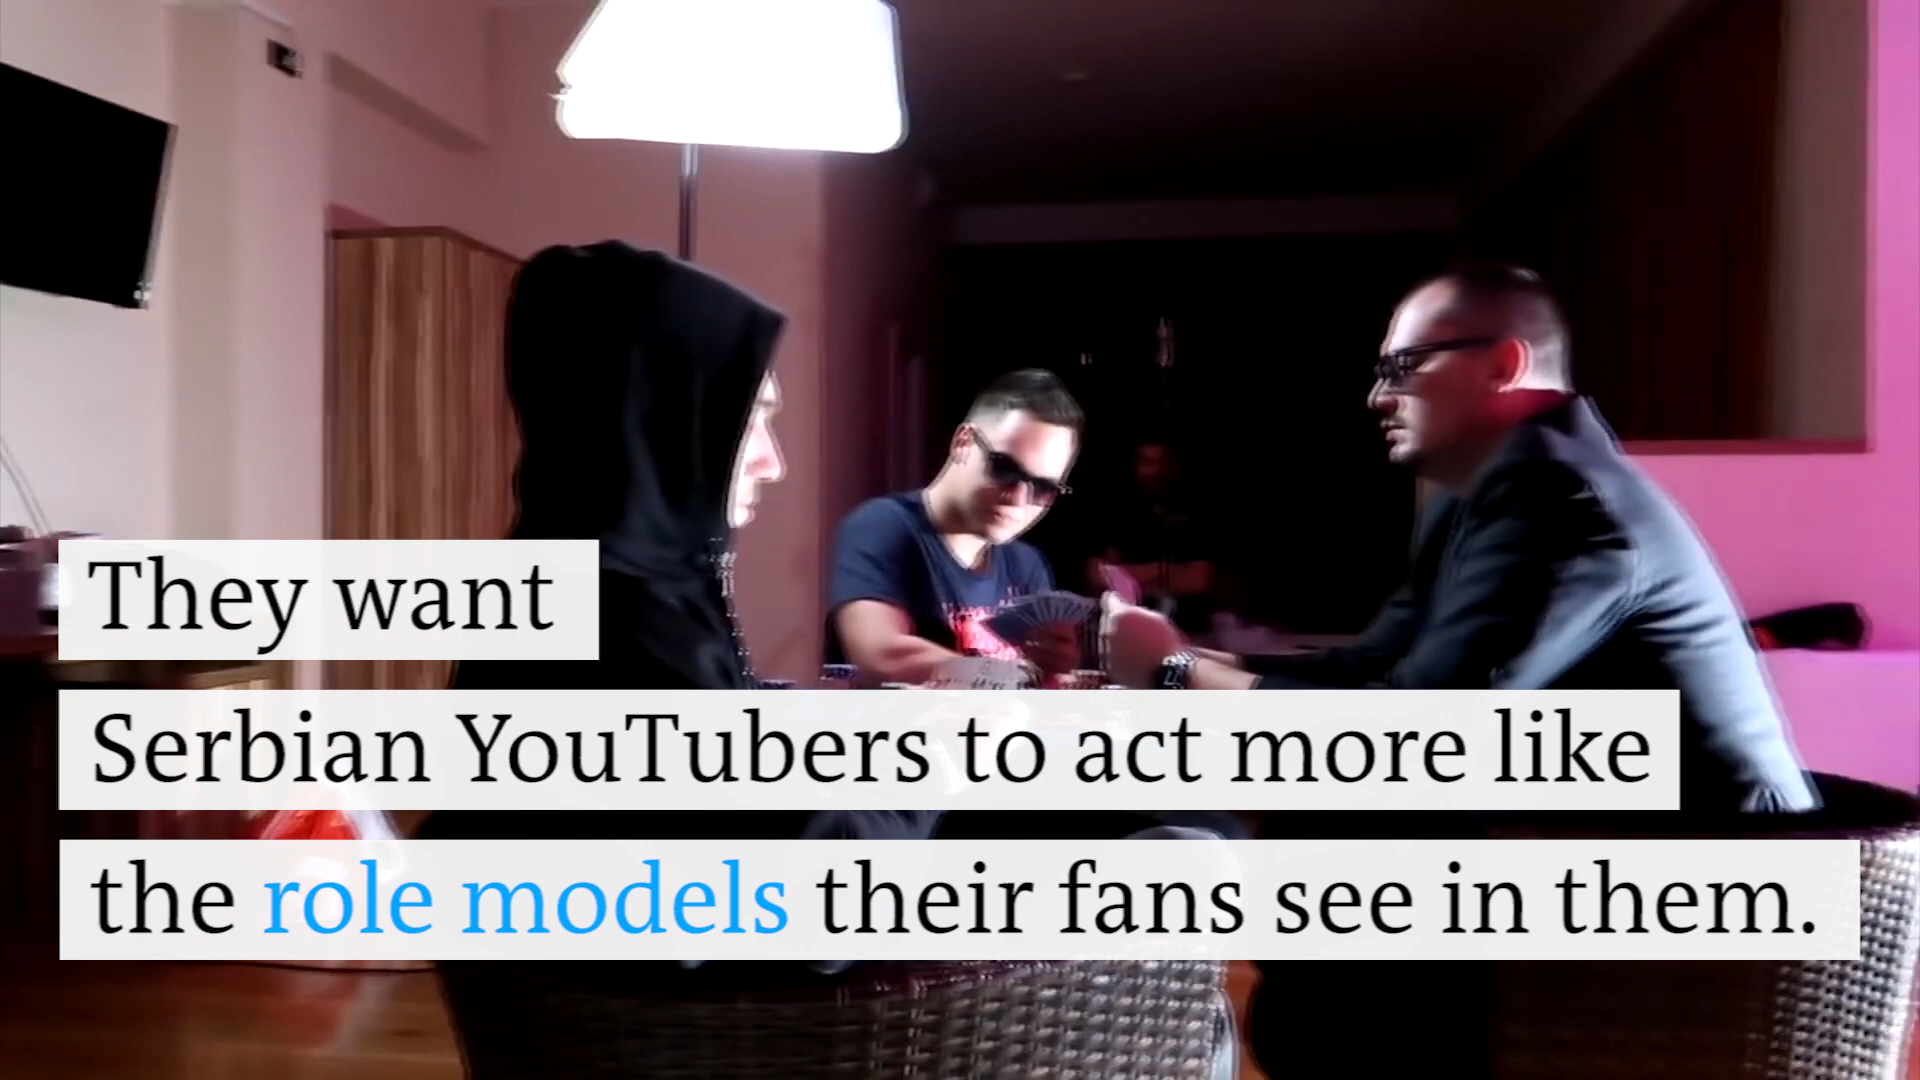 They want
Serbian YouTubers to act more like
the role models their fans see in them.